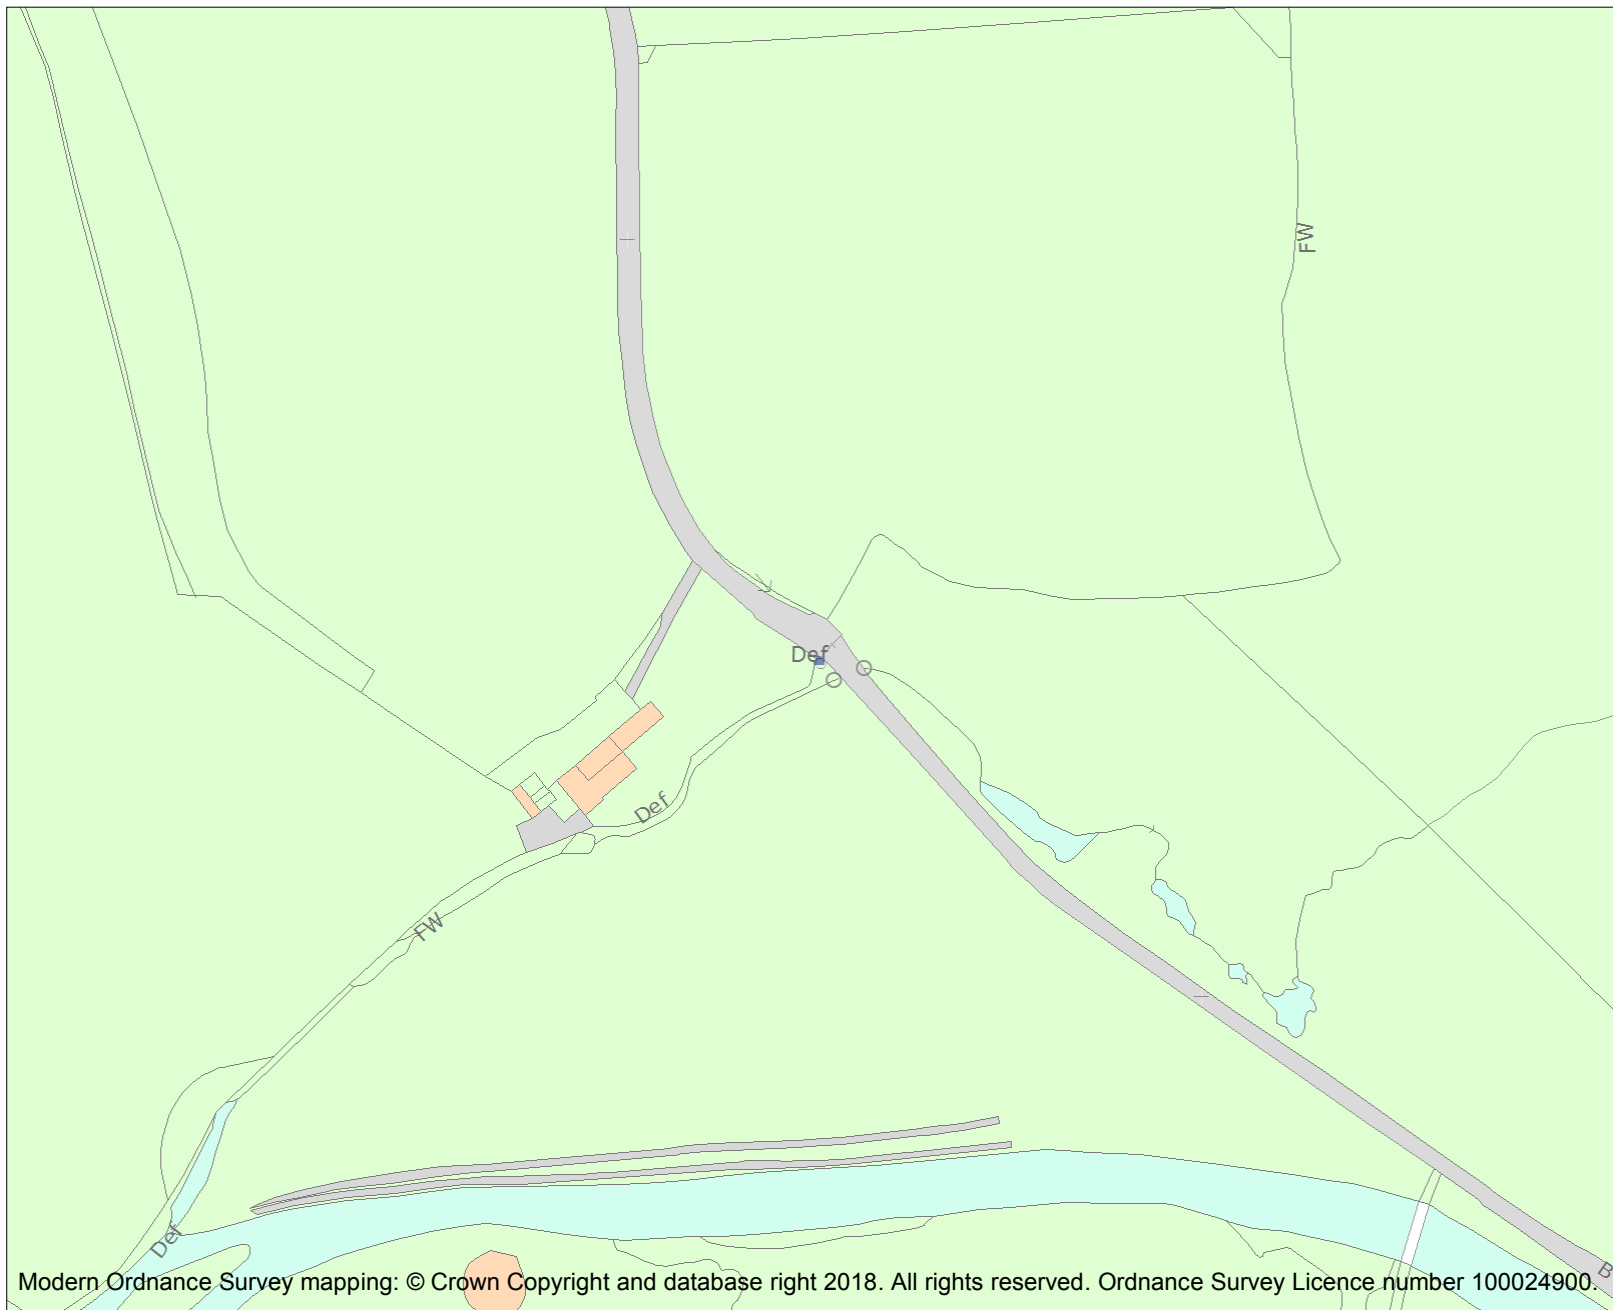 FW
Def
Def
FW
Def
B
Modern Ordnance Survey mapping: © Crown Copyright and database right 2018. All rights reserved. Ordnance Survey Licence number 100024900.